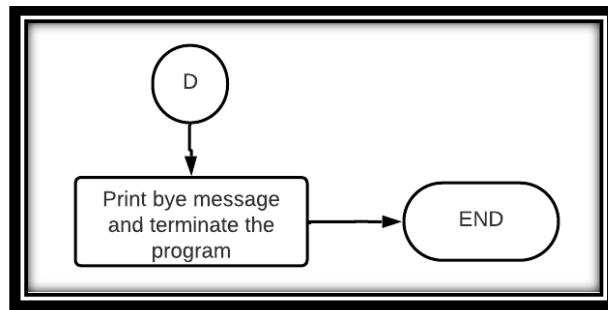 D
Print bye message
and terminate the
program
END